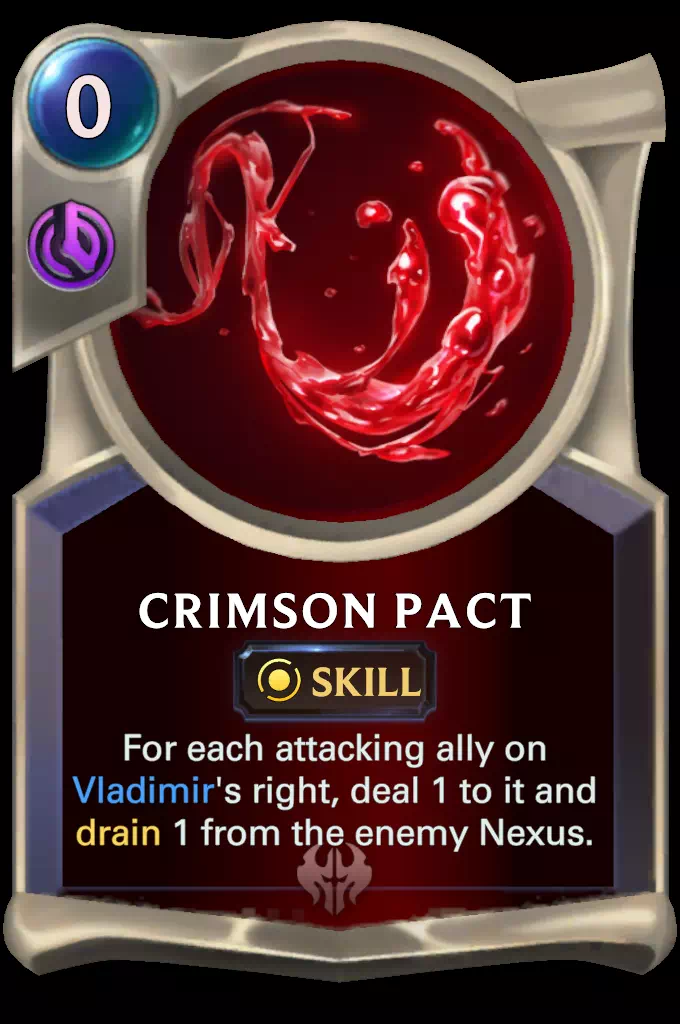 0
CRIMSON PACT
SKILL
For each attacking ally on
Vladimir's right, deal 1 to it and
drain 1 from the enemy Nexus.